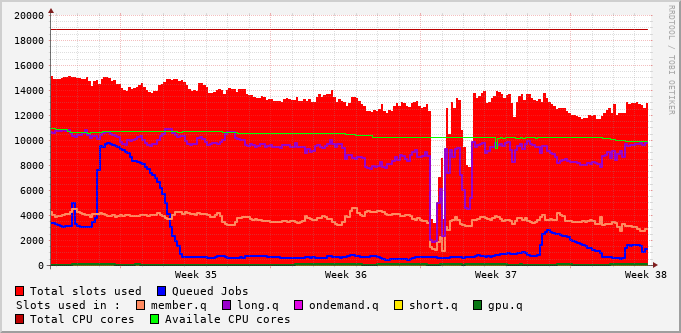 20000
18000
16000
14000
12000
10000
8000
6000
4000
2000
0
Week 35 Week 36 Week 37 Week 38
RRDTOOL / TOBI OETIKER
Total slots used Queued Jobs
Slots used in : member.q long.q ondemand.q short.q gpu.q
Total CPU cores Availale CPU cores